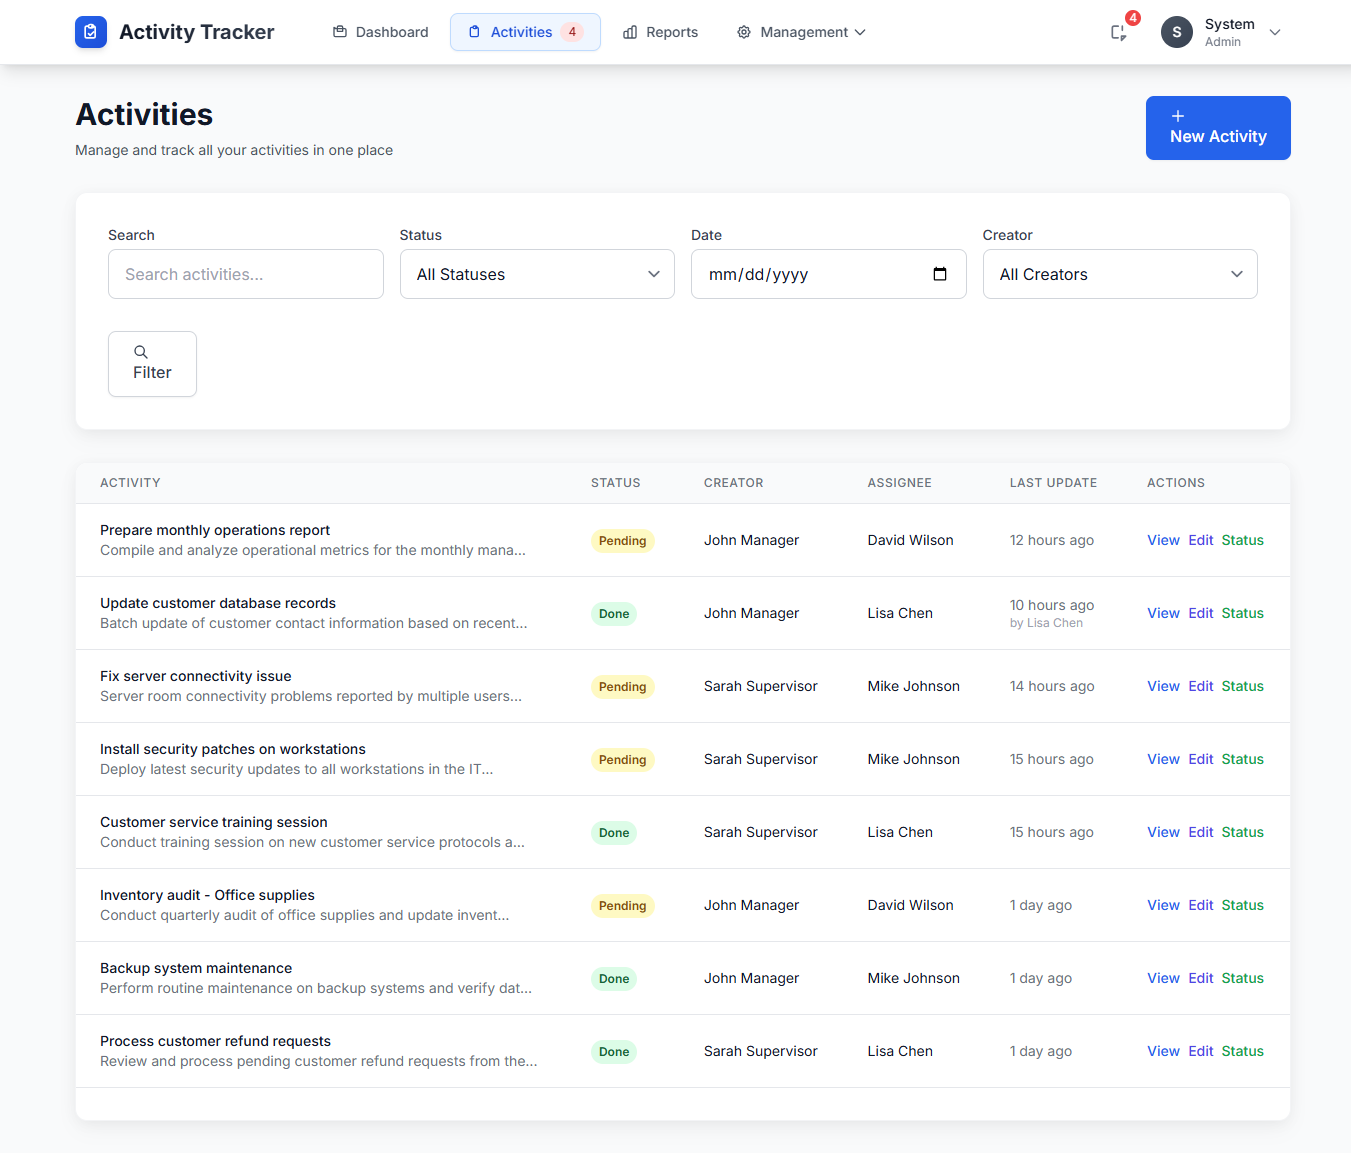 Activity Tracker
Dashboard
Activities 4
Reports
Management
4
S
System
Admin
Activities
Manage and track all your activities in one place
New Activity
Search
Status
Date
Creator
Search activities...
All Statuses
mm/dd/yyyy
All Creators
Filter
ACTIVITY STATUS CREATOR ASSIGNEE LAST UPDATE ACTIONS
Prepare monthly operations report
Compile and analyze operational metrics for the monthly mana...
Pending
John Manager
David Wilson
12 hours ago
View Edit Status
Update customer database records
Batch update of customer contact information based on recent...
Done
John Manager
Lisa Chen
10 hours ago
by Lisa Chen
View Edit Status
Fix server connectivity issue
Server room connectivity problems reported by multiple users...
Pending
Sarah Supervisor
Mike Johnson
14 hours ago
View Edit Status
Install security patches on workstations
Deploy latest security updates to all workstations in the IT...
Pending
Sarah Supervisor
Mike Johnson
15 hours ago
View Edit Status
Customer service training session
Conduct training session on new customer service protocols a...
Done
Sarah Supervisor
Lisa Chen
15 hours ago
View Edit Status
Inventory audit - Office supplies
Conduct quarterly audit of office supplies and update invent...
Pending
John Manager
David Wilson
1 day ago
View Edit Status
Backup system maintenance
Perform routine maintenance on backup systems and verify dat...
Done
John Manager
Mike Johnson
1 day ago
View Edit Status
Process customer refund requests
Review and process pending customer refund requests from the...
Done
Sarah Supervisor
Lisa Chen
1 day ago
View Edit Status